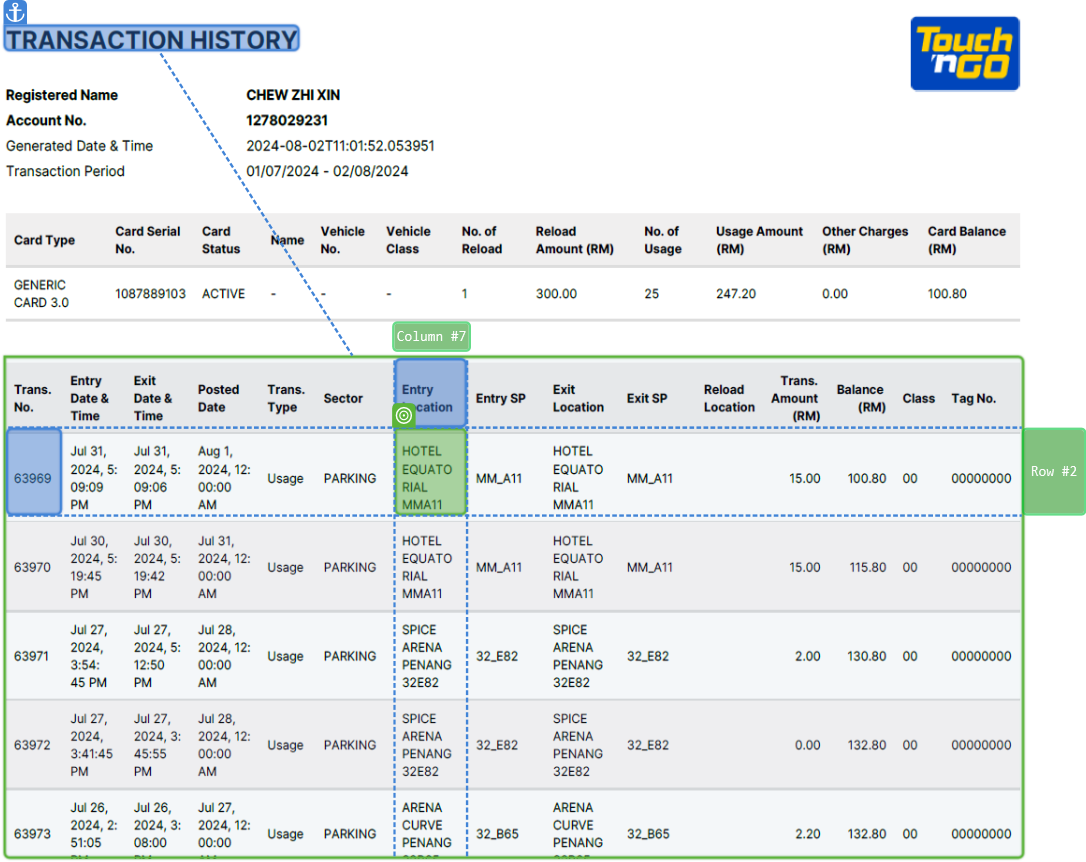 TRANSACTION HISTORY
Touch
'n GO
Registered Name CHEW ZHI XIN
Account No. 1278029231
Generated Date & Time 2024-08-02T11:01:52.053951
Transaction Period 01/07/2024 - 02/08/2024
Card Type Card Serial No. Card Status Name Vehicle No. Vehicle Class No. of Reload Reload Amount (RM) No. of Usage Usage Amount (RM) Other Charges (RM) Card Balance (RM)
GENERIC CARD 3.0 1087889103 ACTIVE - - - 1 300.00 25 247.20 0.00 100.80
Column #7
Trans. No. Entry Date & Time Exit Date & Time Posted Date Trans. Type Sector Entry Location Entry SP Exit Location Exit SP Reload Location Trans. Amount (RM) Balance (RM) Class Tag No.
63969 Jul 31, 2024, 5:09:09 PM Jul 31, 2024, 5:09:06 PM Aug 1, 2024, 12:00:00 AM Usage PARKING HOTEL EQUATORIAL MMA11 MM_A11 HOTEL EQUATORIAL MMA11 MM_A11 15.00 100.80 00 00000000
Row #2
63970 Jul 30, 2024, 5:19:45 PM Jul 30, 2024, 5:19:42 PM Jul 31, 2024, 12:00:00 AM Usage PARKING HOTEL EQUATORIAL MMA11 MM_A11 HOTEL EQUATORIAL MMA11 MM_A11 15.00 115.80 00 00000000
63971 Jul 27, 2024, 3:54:45 PM Jul 27, 2024, 5:12:50 PM Jul 28, 2024, 12:00:00 AM Usage PARKING SPICE ARENA PENANG 32E82 32_E82 SPICE ARENA PENANG 32E82 32_E82 2.00 130.80 00 00000000
63972 Jul 27, 2024, 3:41:45 PM Jul 27, 2024, 3:45:55 PM Jul 28, 2024, 12:00:00 AM Usage PARKING SPICE ARENA PENANG 32E82 32_E82 SPICE ARENA PENANG 32E82 32_E82 0.00 132.80 00 00000000
63973 Jul 26, 2024, 2:51:05 Jul 26, 2024, 3:08:00 Jul 27, 2024, 12:00:00 Usage PARKING ARENA CURVE PENANG 32_B65 ARENA CURVE PENANG 32_B65 2.20 132.80 00 00000000